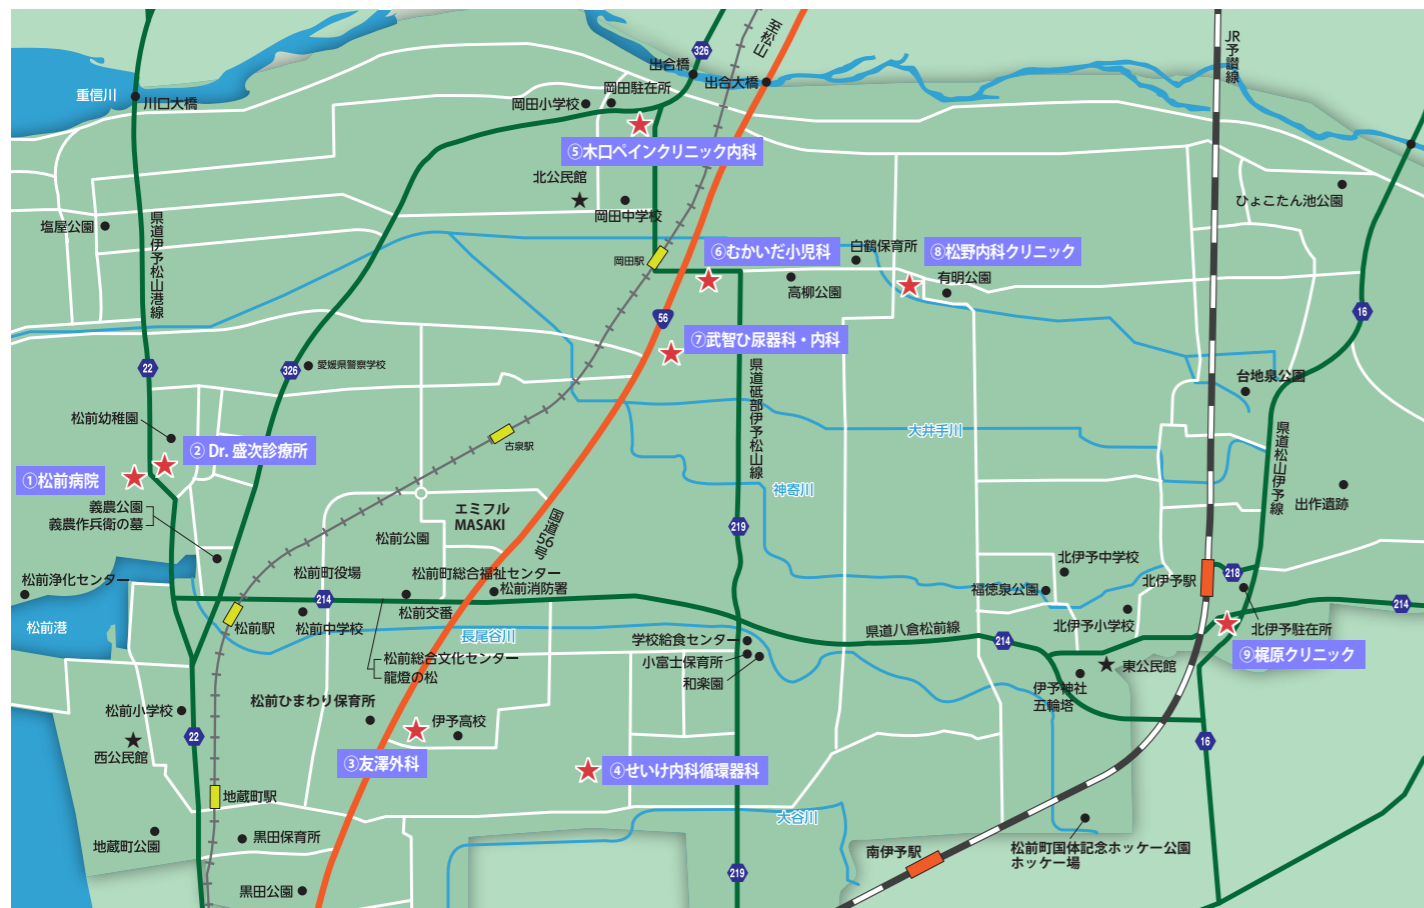 至松山
JR予讃線
326
出合橋
出合大橋
重信川
川口大橋
岡田駐在所
岡田小学校
⑤木口ペインクリニック内科
北公民館
岡田中学校
ひょこたん池公園
塩屋公園
県道伊予松山港線
岡田駅
⑥むかいだ小児科
白鶴保育所
⑧松野内科クリニック
高柳公園
有明公園
56
16
⑦武智ひ尿器科・内科
22
326
愛媛県警察学校
県道砥部伊予松山線
台地泉公園
松前幼稚園
古泉駅
大井手川
県道松山伊予線
② Dr. 盛次診療所
①松前病院
神寄川
出作遺跡
義農公園
義農作兵衛の墓
エミフル
MASAKI
国道56号
219
松前公園
松前浄化センター
松前町役場
松前町総合福祉センター
松前消防署
北伊予中学校
北伊予駅
218
福徳泉公園
214
214
松前交番
松前港
松前駅
松前中学校
長尾谷川
学校給食センター
県道八倉松前線
214
北伊予小学校
北伊予駐在所
小富士保育所
和楽園
松前総合文化センター
龍燈の松
⑨梶原クリニック
東公民館
伊予神社
五輪塔
松前ひまわり保育所
松前小学校
伊予高校
22
16
西公民館
③友澤外科
④せいけ内科循環器科
地蔵町駅
大谷川
地蔵町公園
黒田保育所
南伊予駅
松前町国体記念ホッケー公園
ホッケー場
219
黒田公園